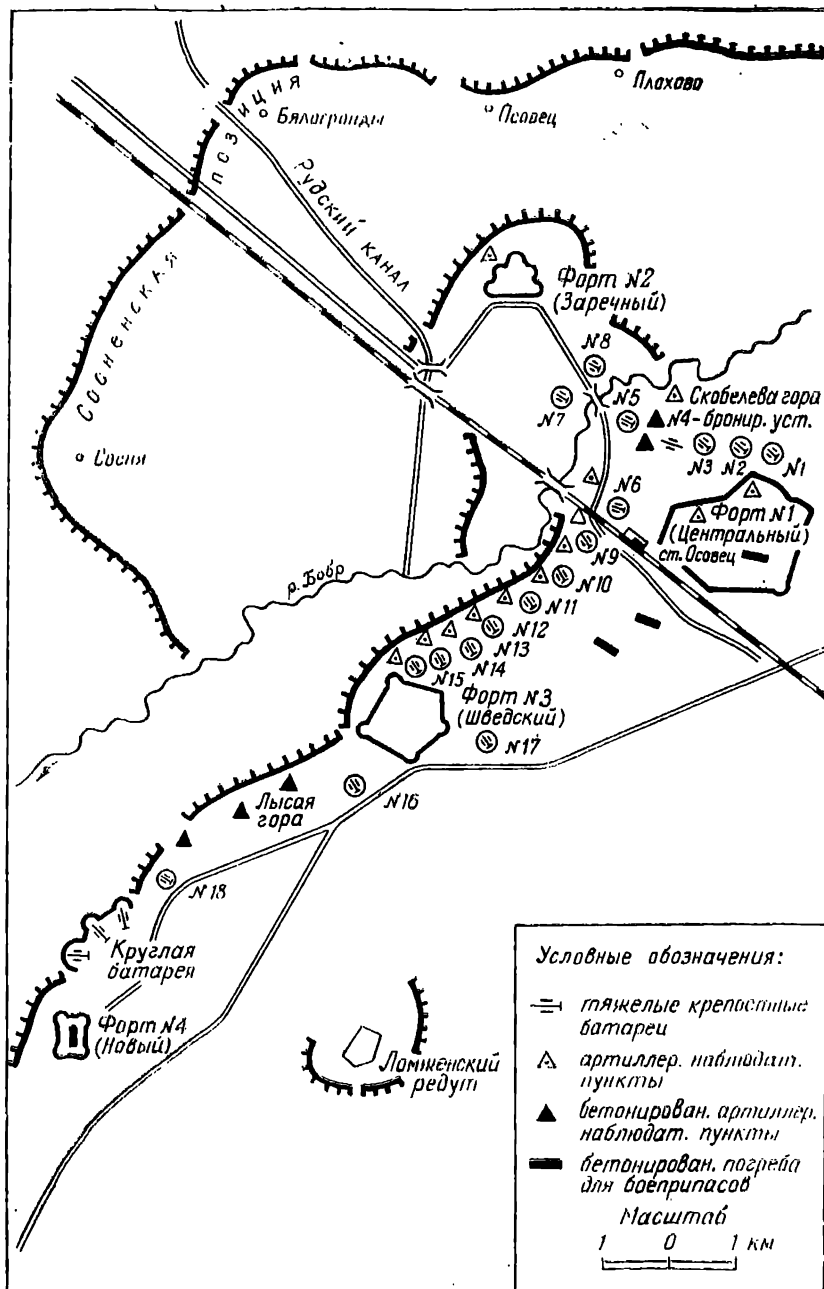 Плахово
Псовец
Бялогронды
СОСНЕНСКАЯ ПОЗИЦИЯ
РУДСКИЙ КАНАЛ
Форт N2
(Заречный)
N8
N5
N7
Скобелева гора
N4-бронир. уст.
N3
N2
N1
N6
Форт N1
(Центральный)
ст. Осовец
Сосня
р. Бобр
N9
N10
N11
N12
N13
N14
N15
Форт N3
(Шведский)
N17
N16
Лысая
гора
N18
Круглая
батарея
Форт N4
(Новый)
Ломженский
редут
Условные обозначения:
тяжелые крепостные
батареи
артиллер. наблюдат.
пункты
бетонирован. артиллер.
наблюдат. пункты
бетонирован. погреба
для боеприпасов
Масштаб
1 0 1 км